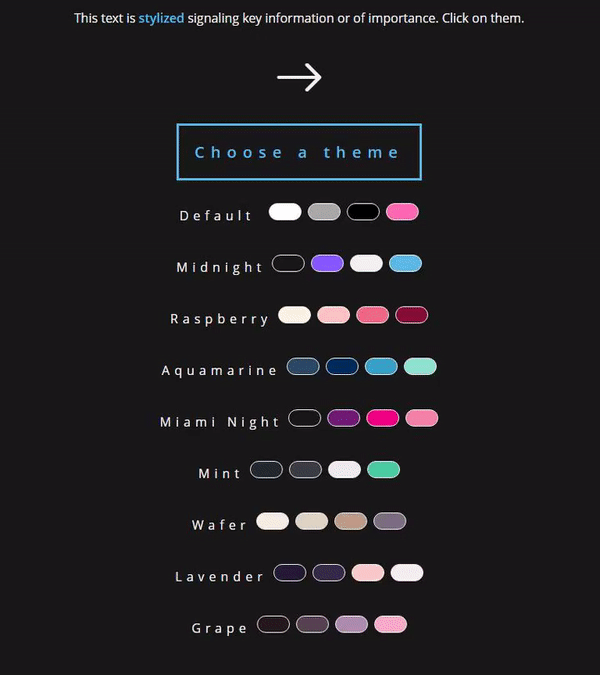 This text is stylized signaling key information or of importance. Click on them.
Choose a theme
Default
Midnight
Raspberry
Aquamarine
Miami Night
Mint
Wafer
Lavender
Grape